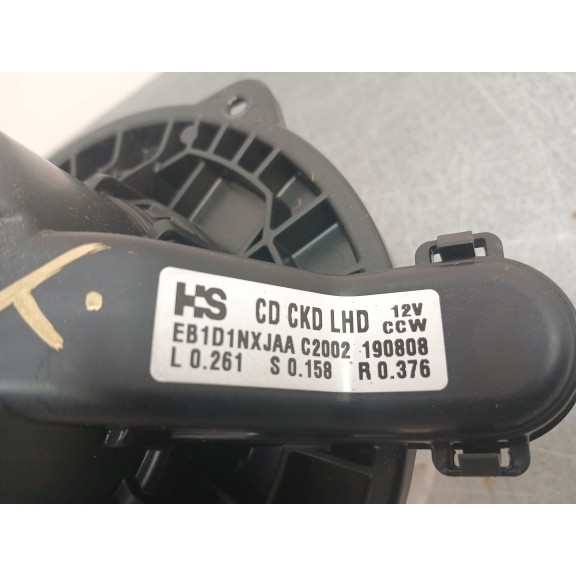 HS CD CKD LHD 12V CCW
EB1D1NXJAA C2002 190808
L 0.261 S 0.158 R 0.376